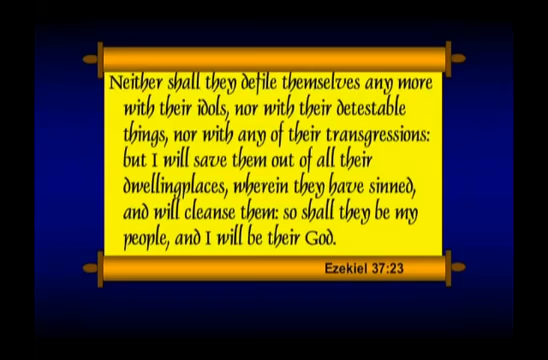 Neither shall they defile themselves any more
with their idols, nor with their detestable
things, nor with any of their transgressions:
but I will save them out of all their
dwellingplaces, wherein they have sinned,
and will cleanse them: so shall they be my
people, and I will be their God.
Ezekiel 37:23